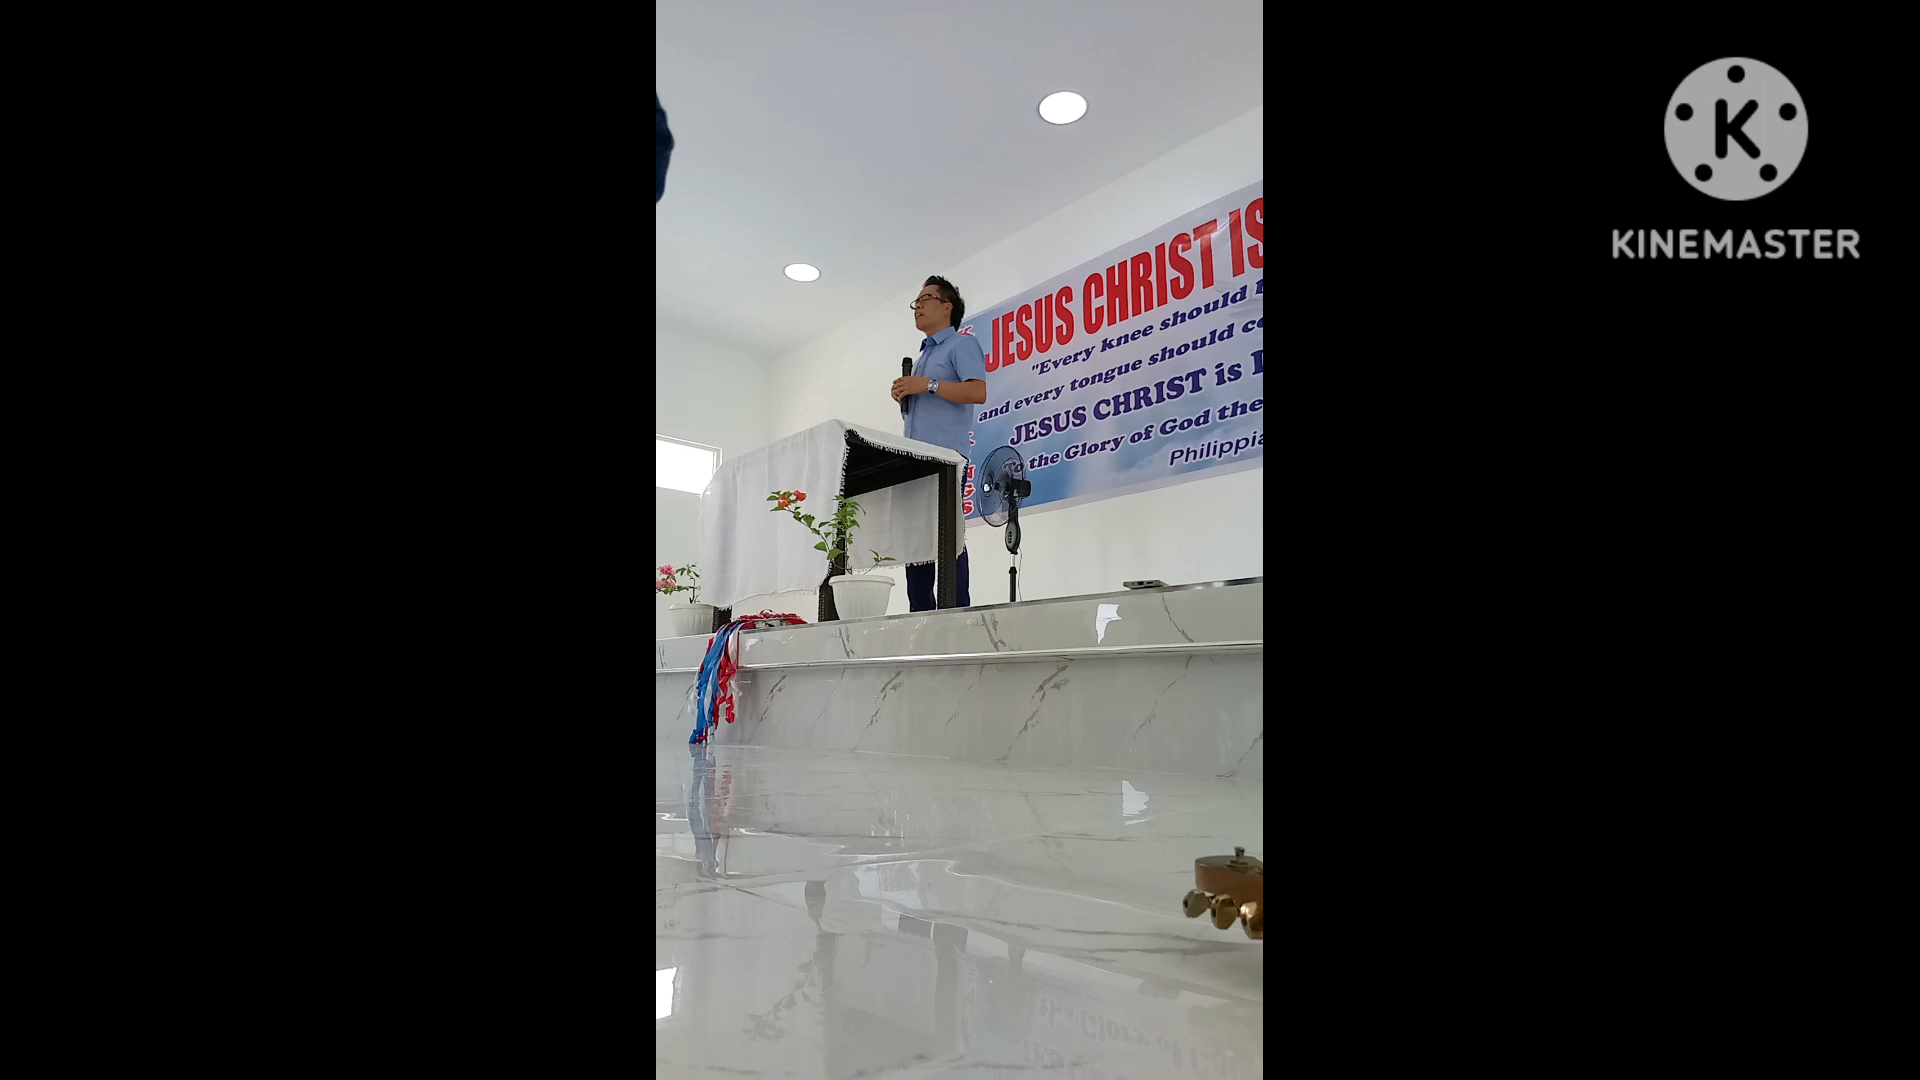 JESUS CHRIST IS
"Every knee should
and every tongue should
JESUS CHRIST is
the Glory of God the
K
KINEMASTER